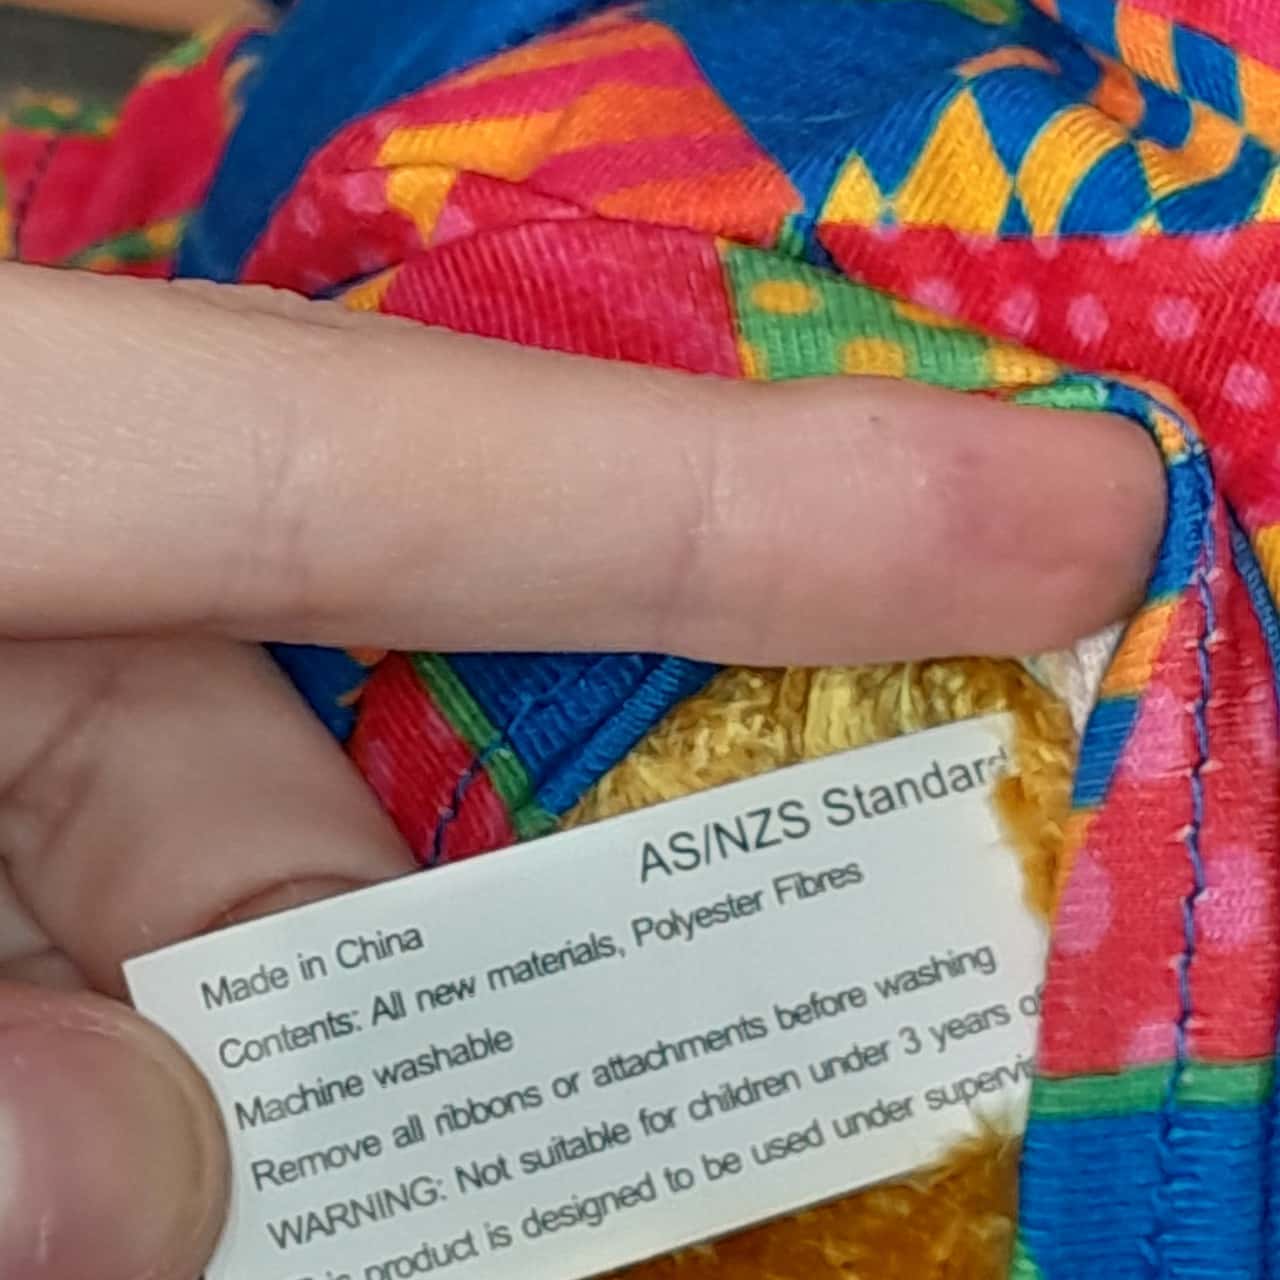 AS/NZS Standard
Made in China
Contents: All new materials, Polyester Fibres
Machine washable
Remove all ribbons or attachments before washing
WARNING: Not suitable for children under 3 years of
product is designed to be used under